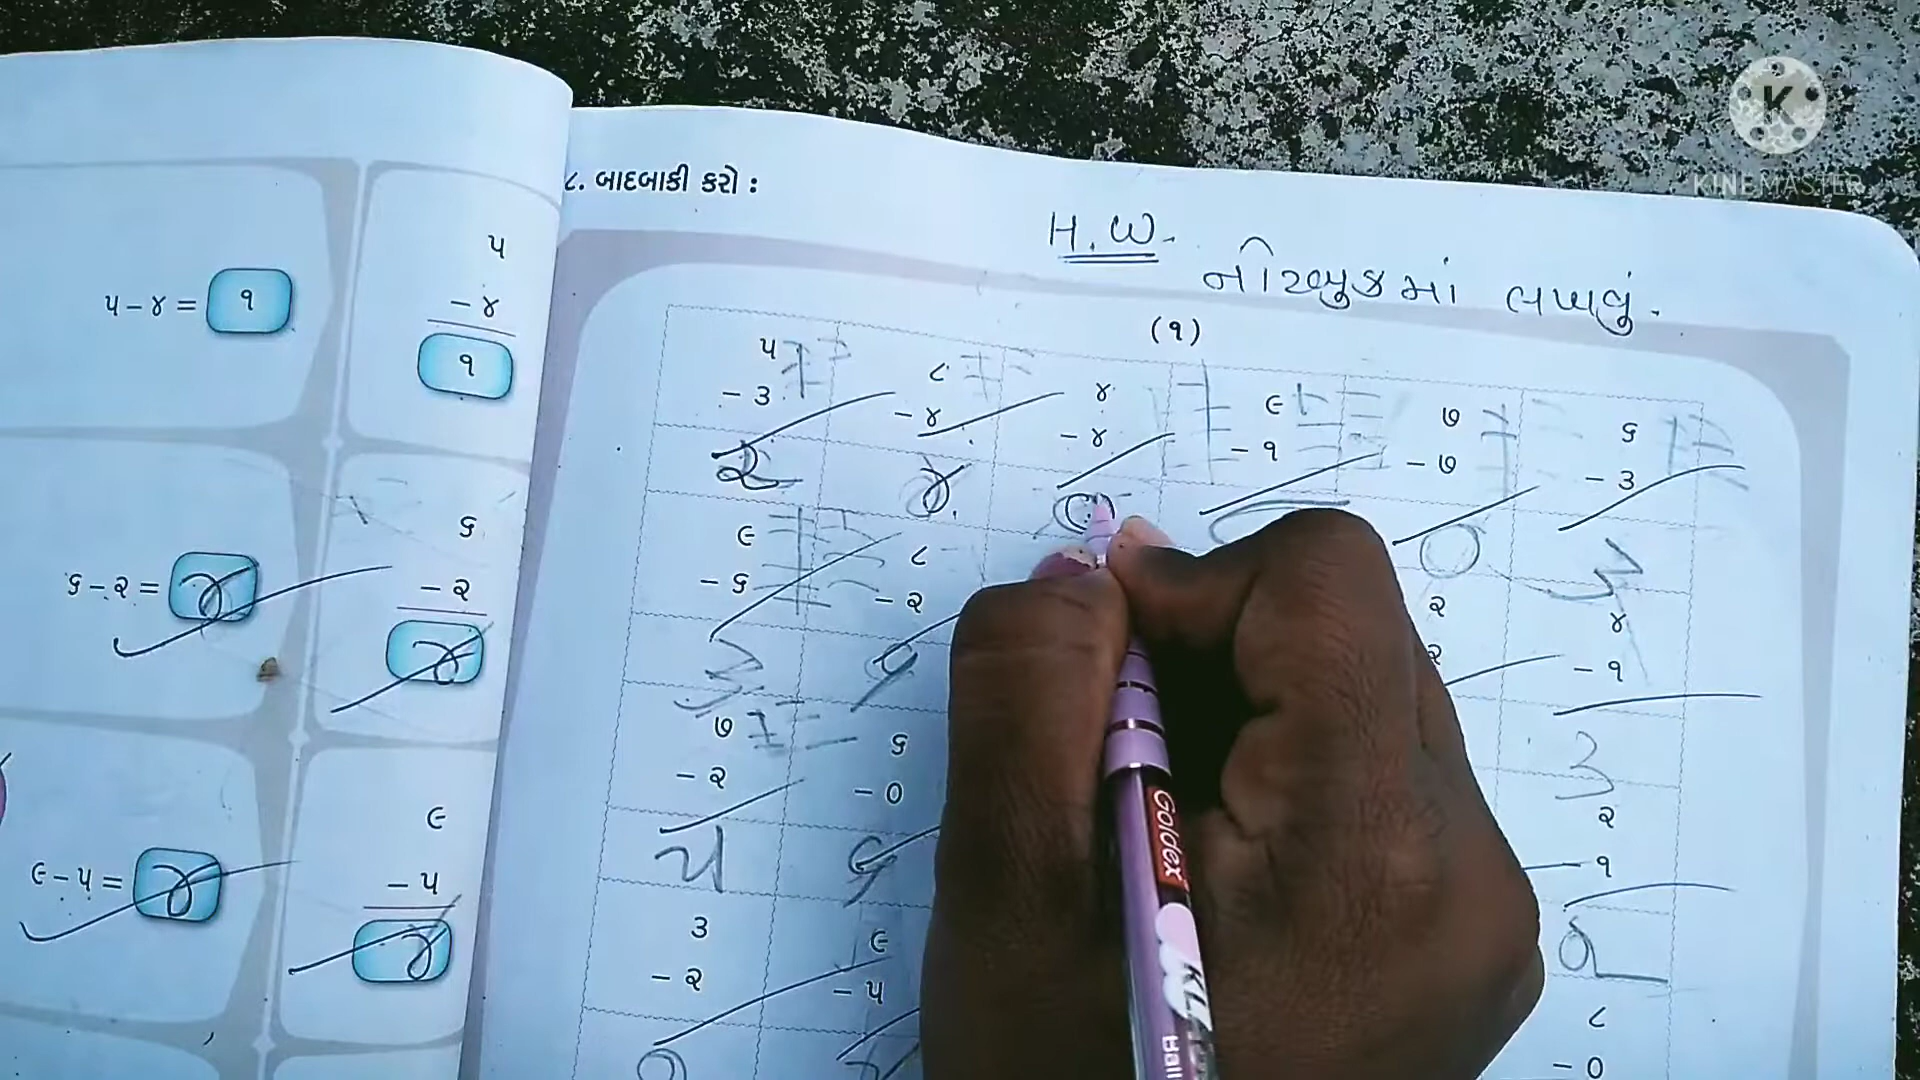 ૮. બાદબાકી કરો :
H.W.
નોટબુકમાં લખવું.
(૧)
૫ - ૪ = ૧
૫
- ૪
૧
૬ - ૨ = ૪
૬
- ૨
૪
૯ - ૫ = ૪
૯
- ૫
૪
૫ ૮ ૪ ૯ ૭ ૬
- ૩ - ૪ - ૪ - ૧ - ૭ - ૩
૨ ૪ ૦ ૦ ૩
૯ ૮ ૨ ૪
- ૬ - ૨ ૨ - ૧
૩ ૬ ૩
૭ ૬ ૨
- ૨ - ૦ - ૧
૫ ૬ ૧
૩ ૯ ૮
- ૨ - ૫ - ૦
Goldex
KL
K
KINEMASTER